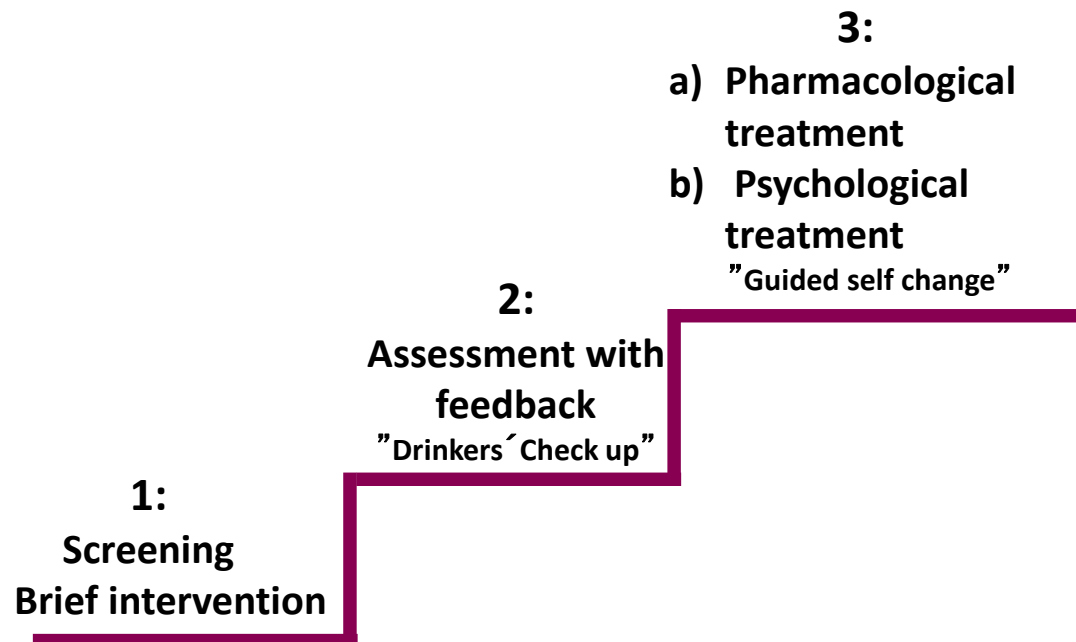 1:
Screening
Brief intervention
2:
Assessment with
feedback
”Drinkers´ Check up”
3:
a) Pharmacological
treatment
b) Psychological
treatment
”Guided self change”